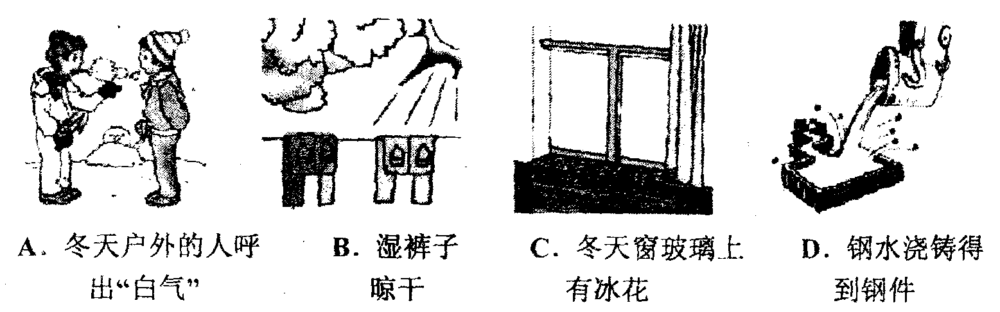 A. 冬天户外的人呼
出“白气”
B. 湿裤子
晾干
C. 冬天窗玻璃上
有冰花
D. 钢水浇铸得
到钢件